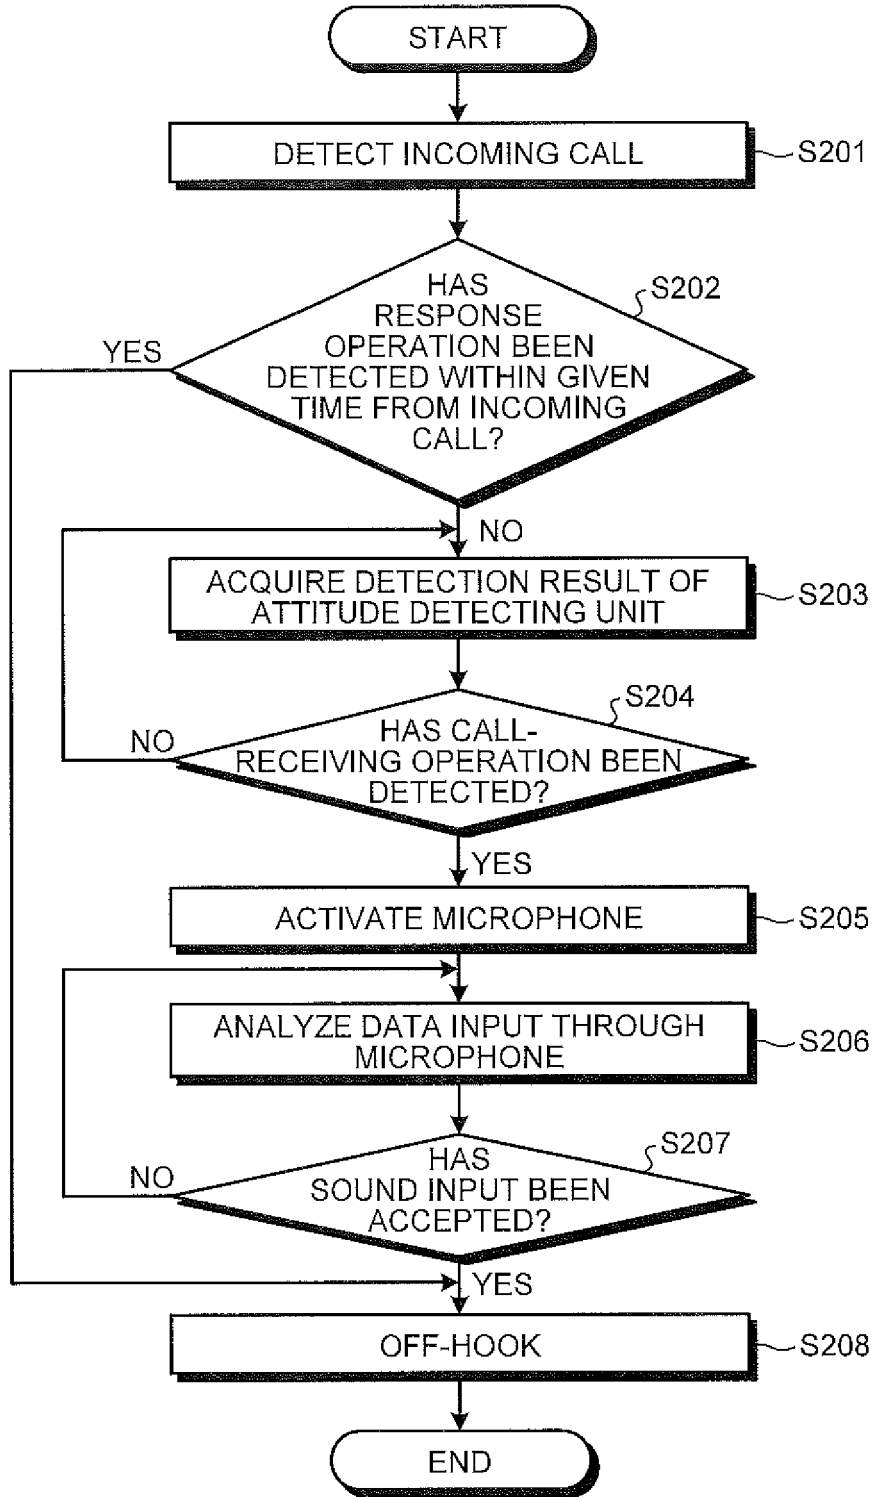 START
DETECT INCOMING CALL
S201
HAS
RESPONSE
OPERATION BEEN
DETECTED WITHIN GIVEN
TIME FROM INCOMING
CALL?
S202
YES
NO
ACQUIRE DETECTION RESULT OF
ATTITUDE DETECTING UNIT
S203
HAS CALL-
RECEIVING OPERATION BEEN
DETECTED?
S204
NO
YES
ACTIVATE MICROPHONE
S205
ANALYZE DATA INPUT THROUGH
MICROPHONE
S206
HAS
SOUND INPUT BEEN
ACCEPTED?
S207
NO
YES
OFF-HOOK
S208
END